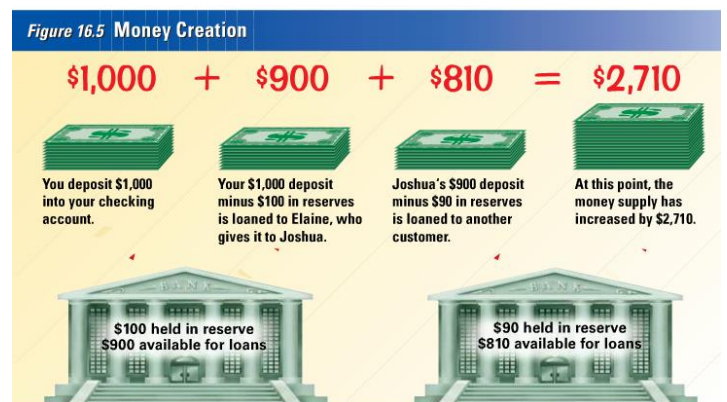 Figure 16.5 Money Creation
$1,000 + $900 + $810 = $2,710
You deposit $1,000
into your checking
account.
Your $1,000 deposit
minus $100 in reserves
is loaned to Elaine, who
gives it to Joshua.
Joshua's $900 deposit
minus $90 in reserves
is loaned to another
customer.
At this point, the
money supply has
increased by $2,710.
BANK
$100 held in reserve
$900 available for loans
BANK
$90 held in reserve
$810 available for loans